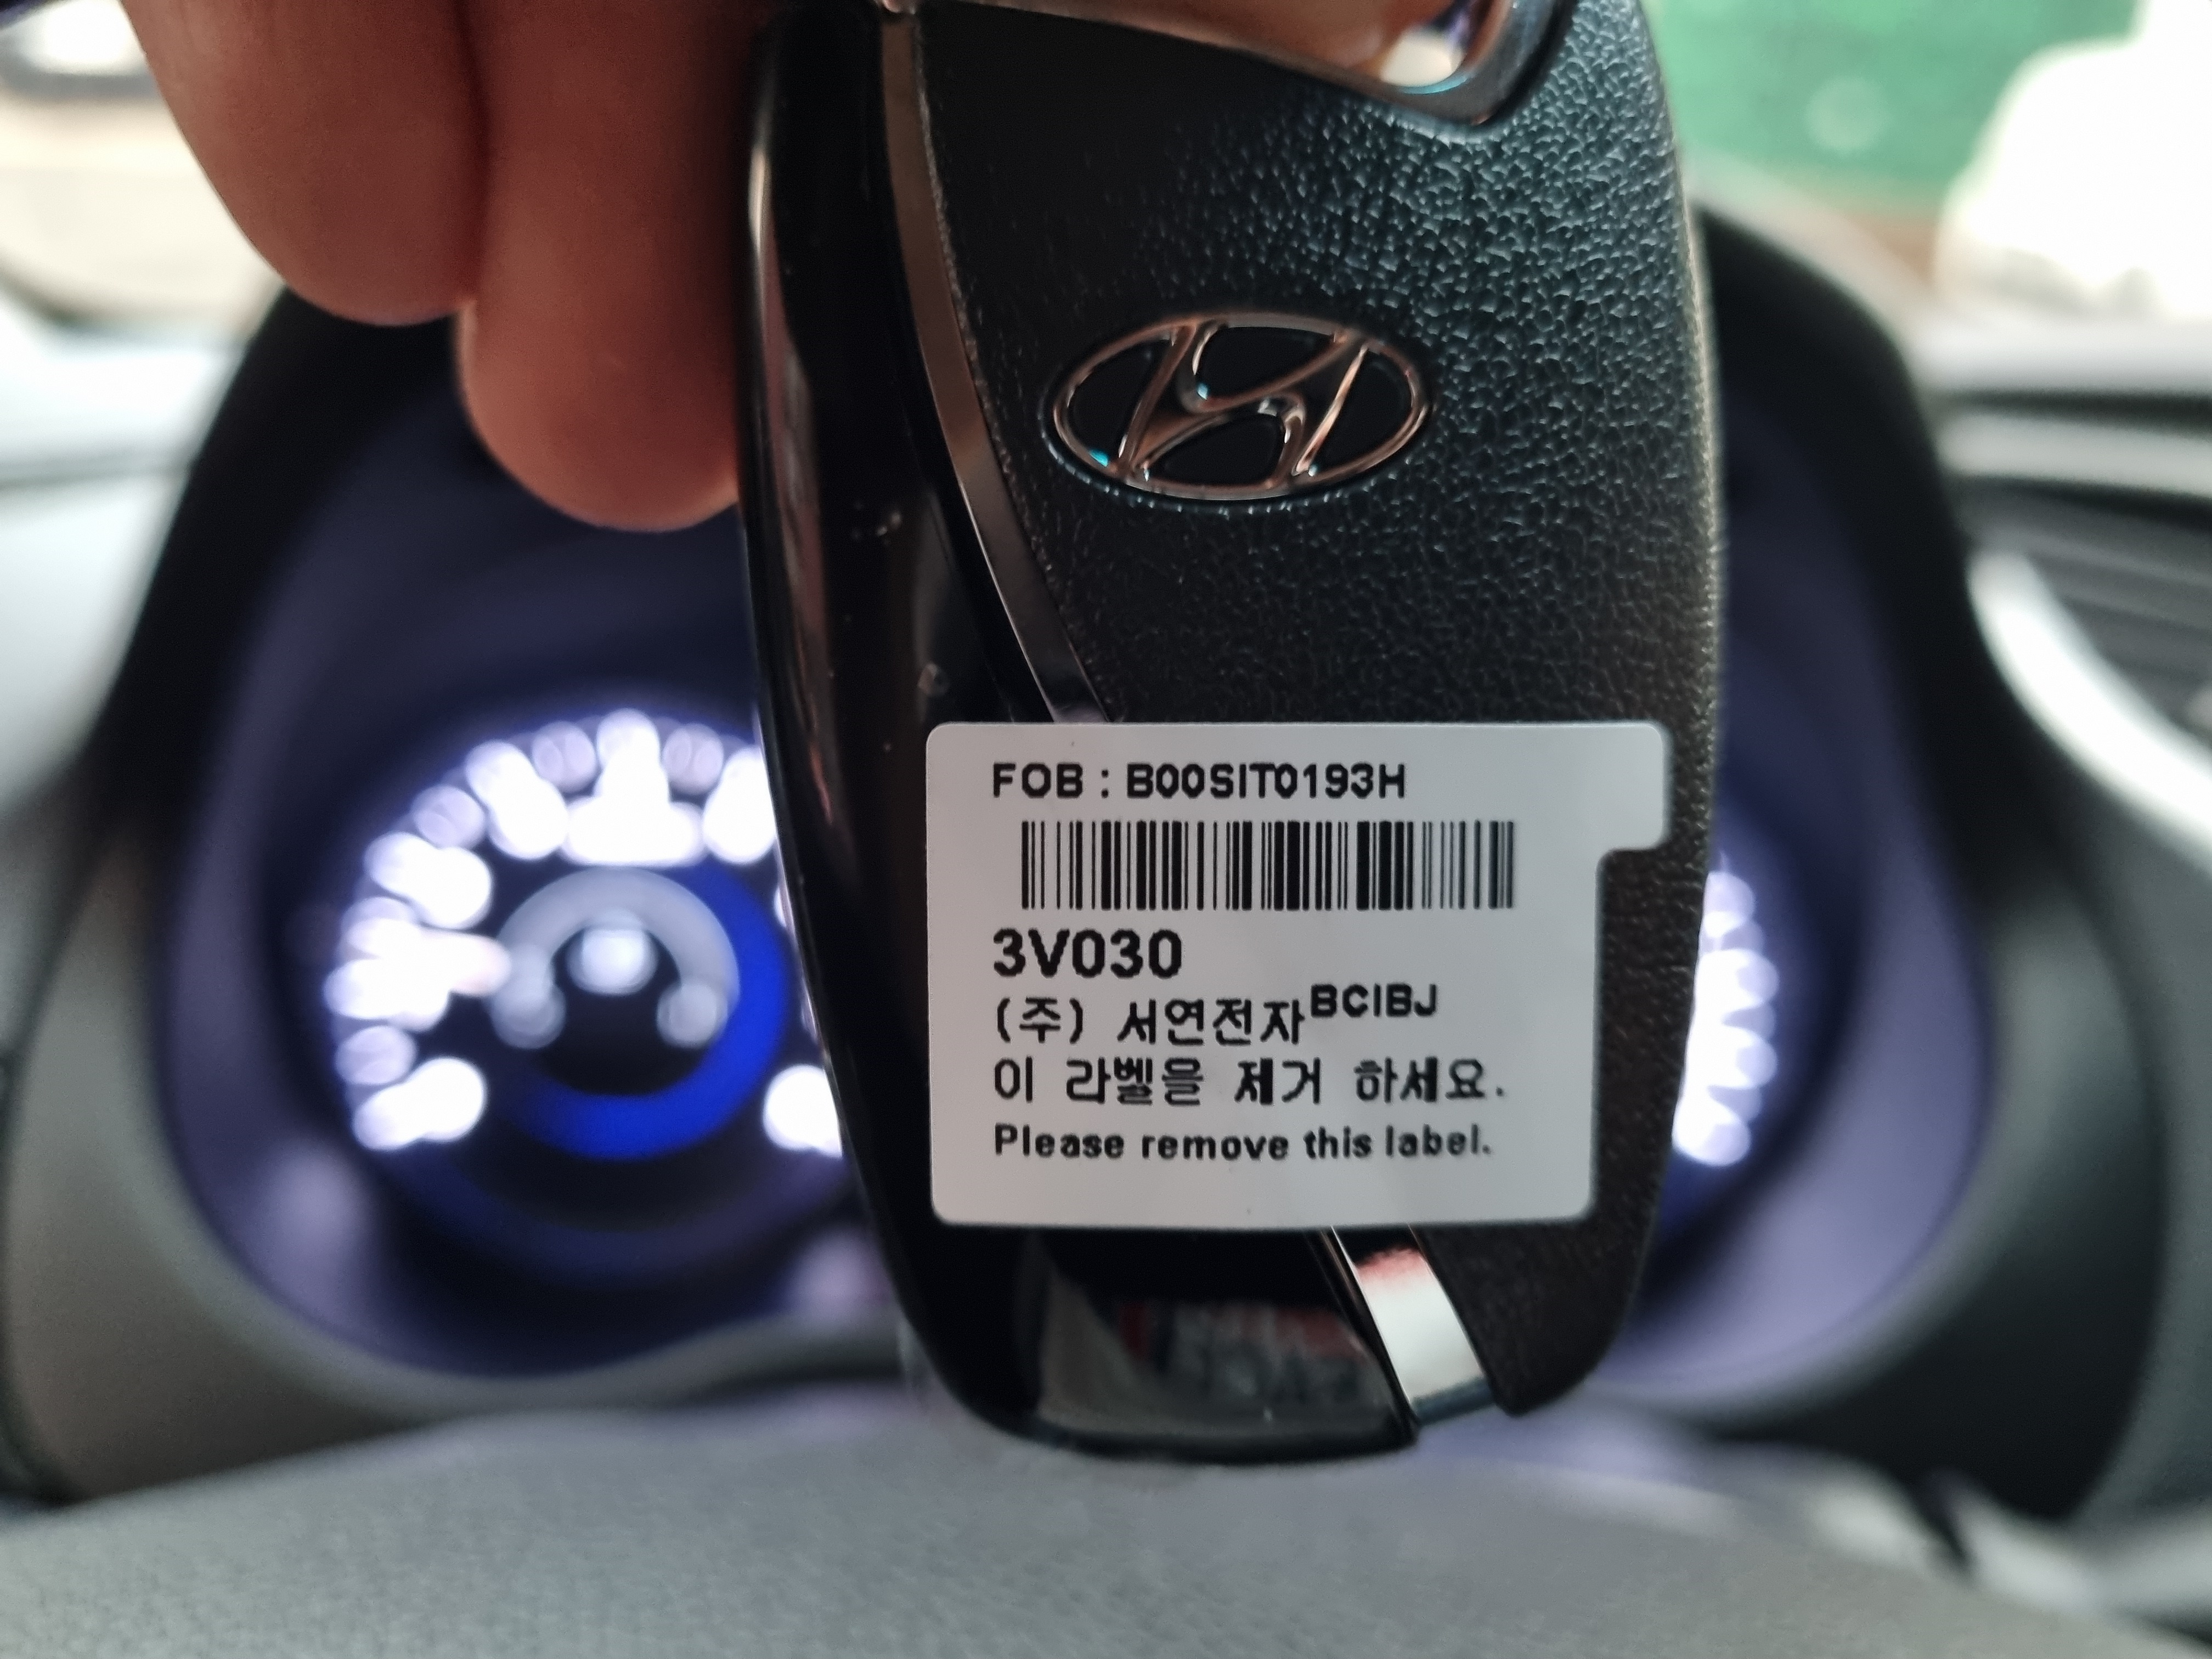 FOB : B00SIT0193H
3V030
(주) 서연전자BCIBJ
이 라벨을 제거 하세요.
Please remove this label.